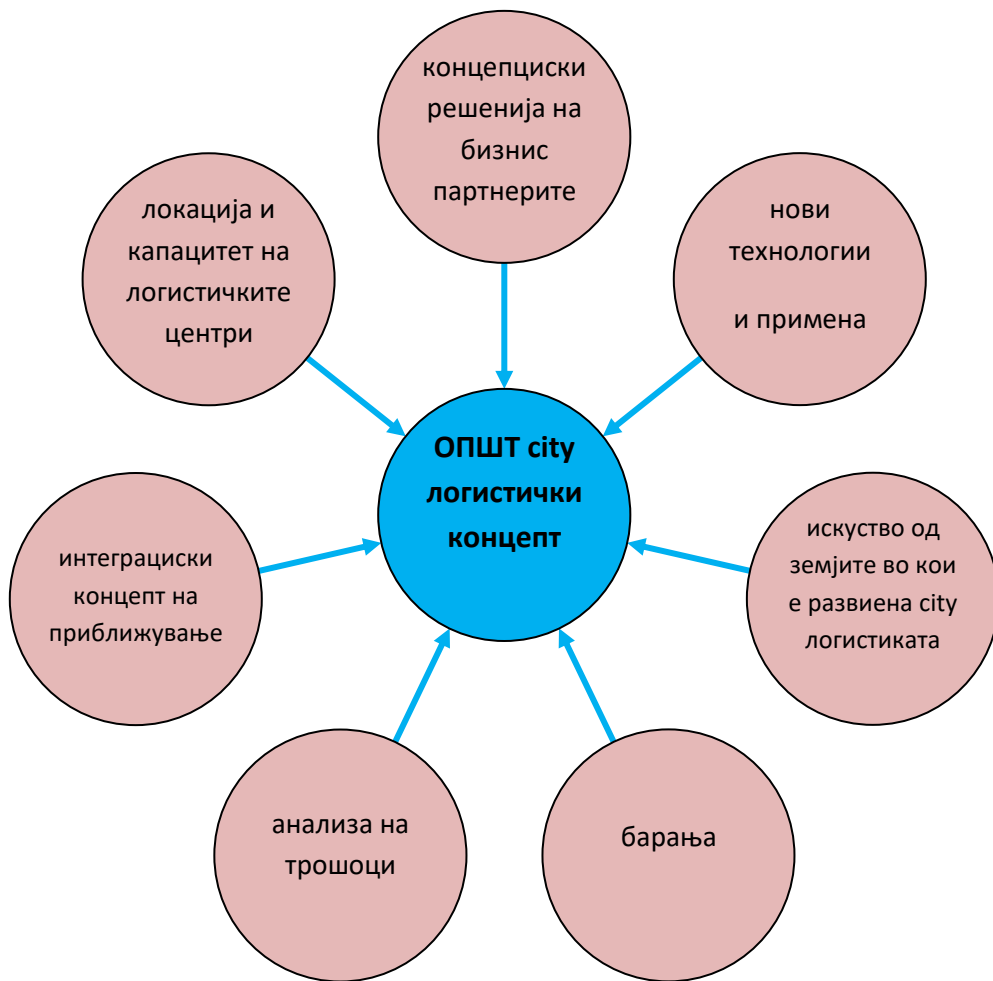 концепциски
решенија на
бизнис
партнерите
локација и
капацитет на
логистичките
центри
нови
технологии
и примена
ОПШТ city
логистички
концепт
интеграциски
концепт на
приближување
искуство од
земјите во кои
е развиена city
логистиката
анализа на
трошоци
барања